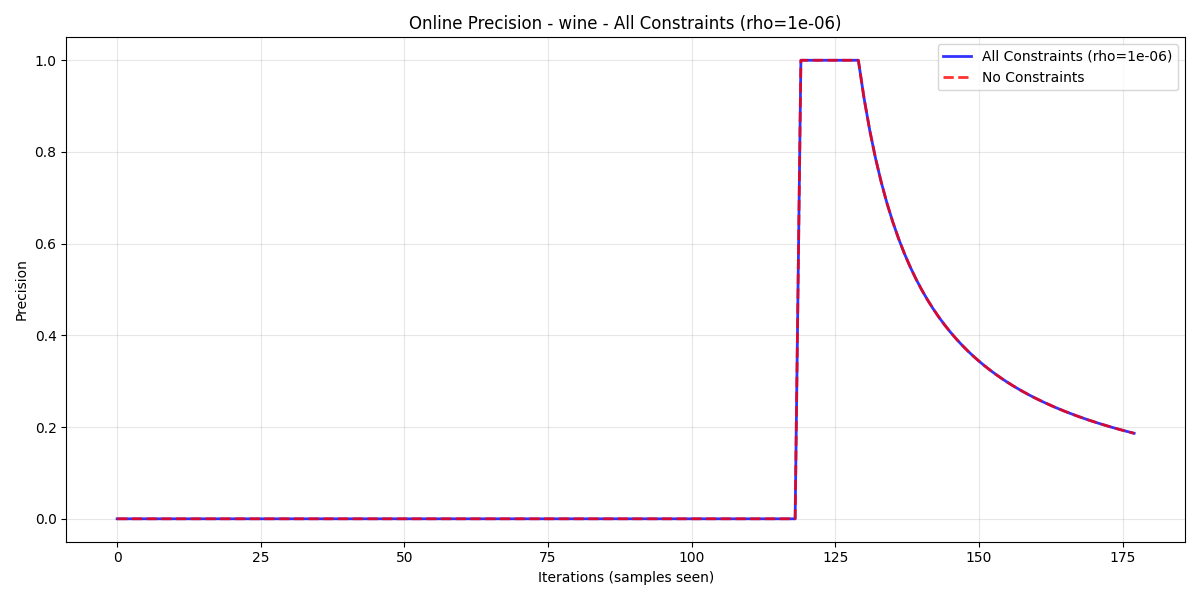 Online Precision - wine - All Constraints (rho=1e-06)
All Constraints (rho=1e-06)
No Constraints
1.0
0.8
0.6
0.4
0.2
0.0
Precision
0 25 50 75 100 125 150 175
Iterations (samples seen)